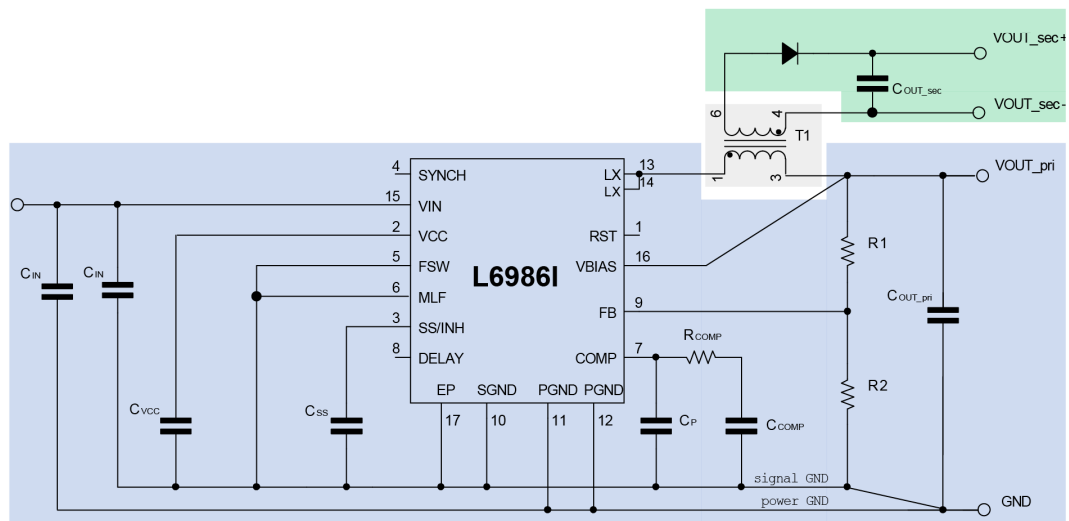 VOUT_sec+
COUT_sec
VOUT_sec-
6
4
T1
1
3
VOUT_pri
4
SYNCH
15
VIN
2
VCC
5
FSW
6
MLF
3
SS/INH
8
DELAY
L6986I
LX
13
LX
14
RST
1
VBIAS
16
FB
9
COMP
7
EP
SGND
PGND
PGND
17
10
11
12
CIN
CIN
CVCC
CSS
RCOMP
CP
CCOMP
R1
R2
COUT_pri
signal GND
power GND
GND